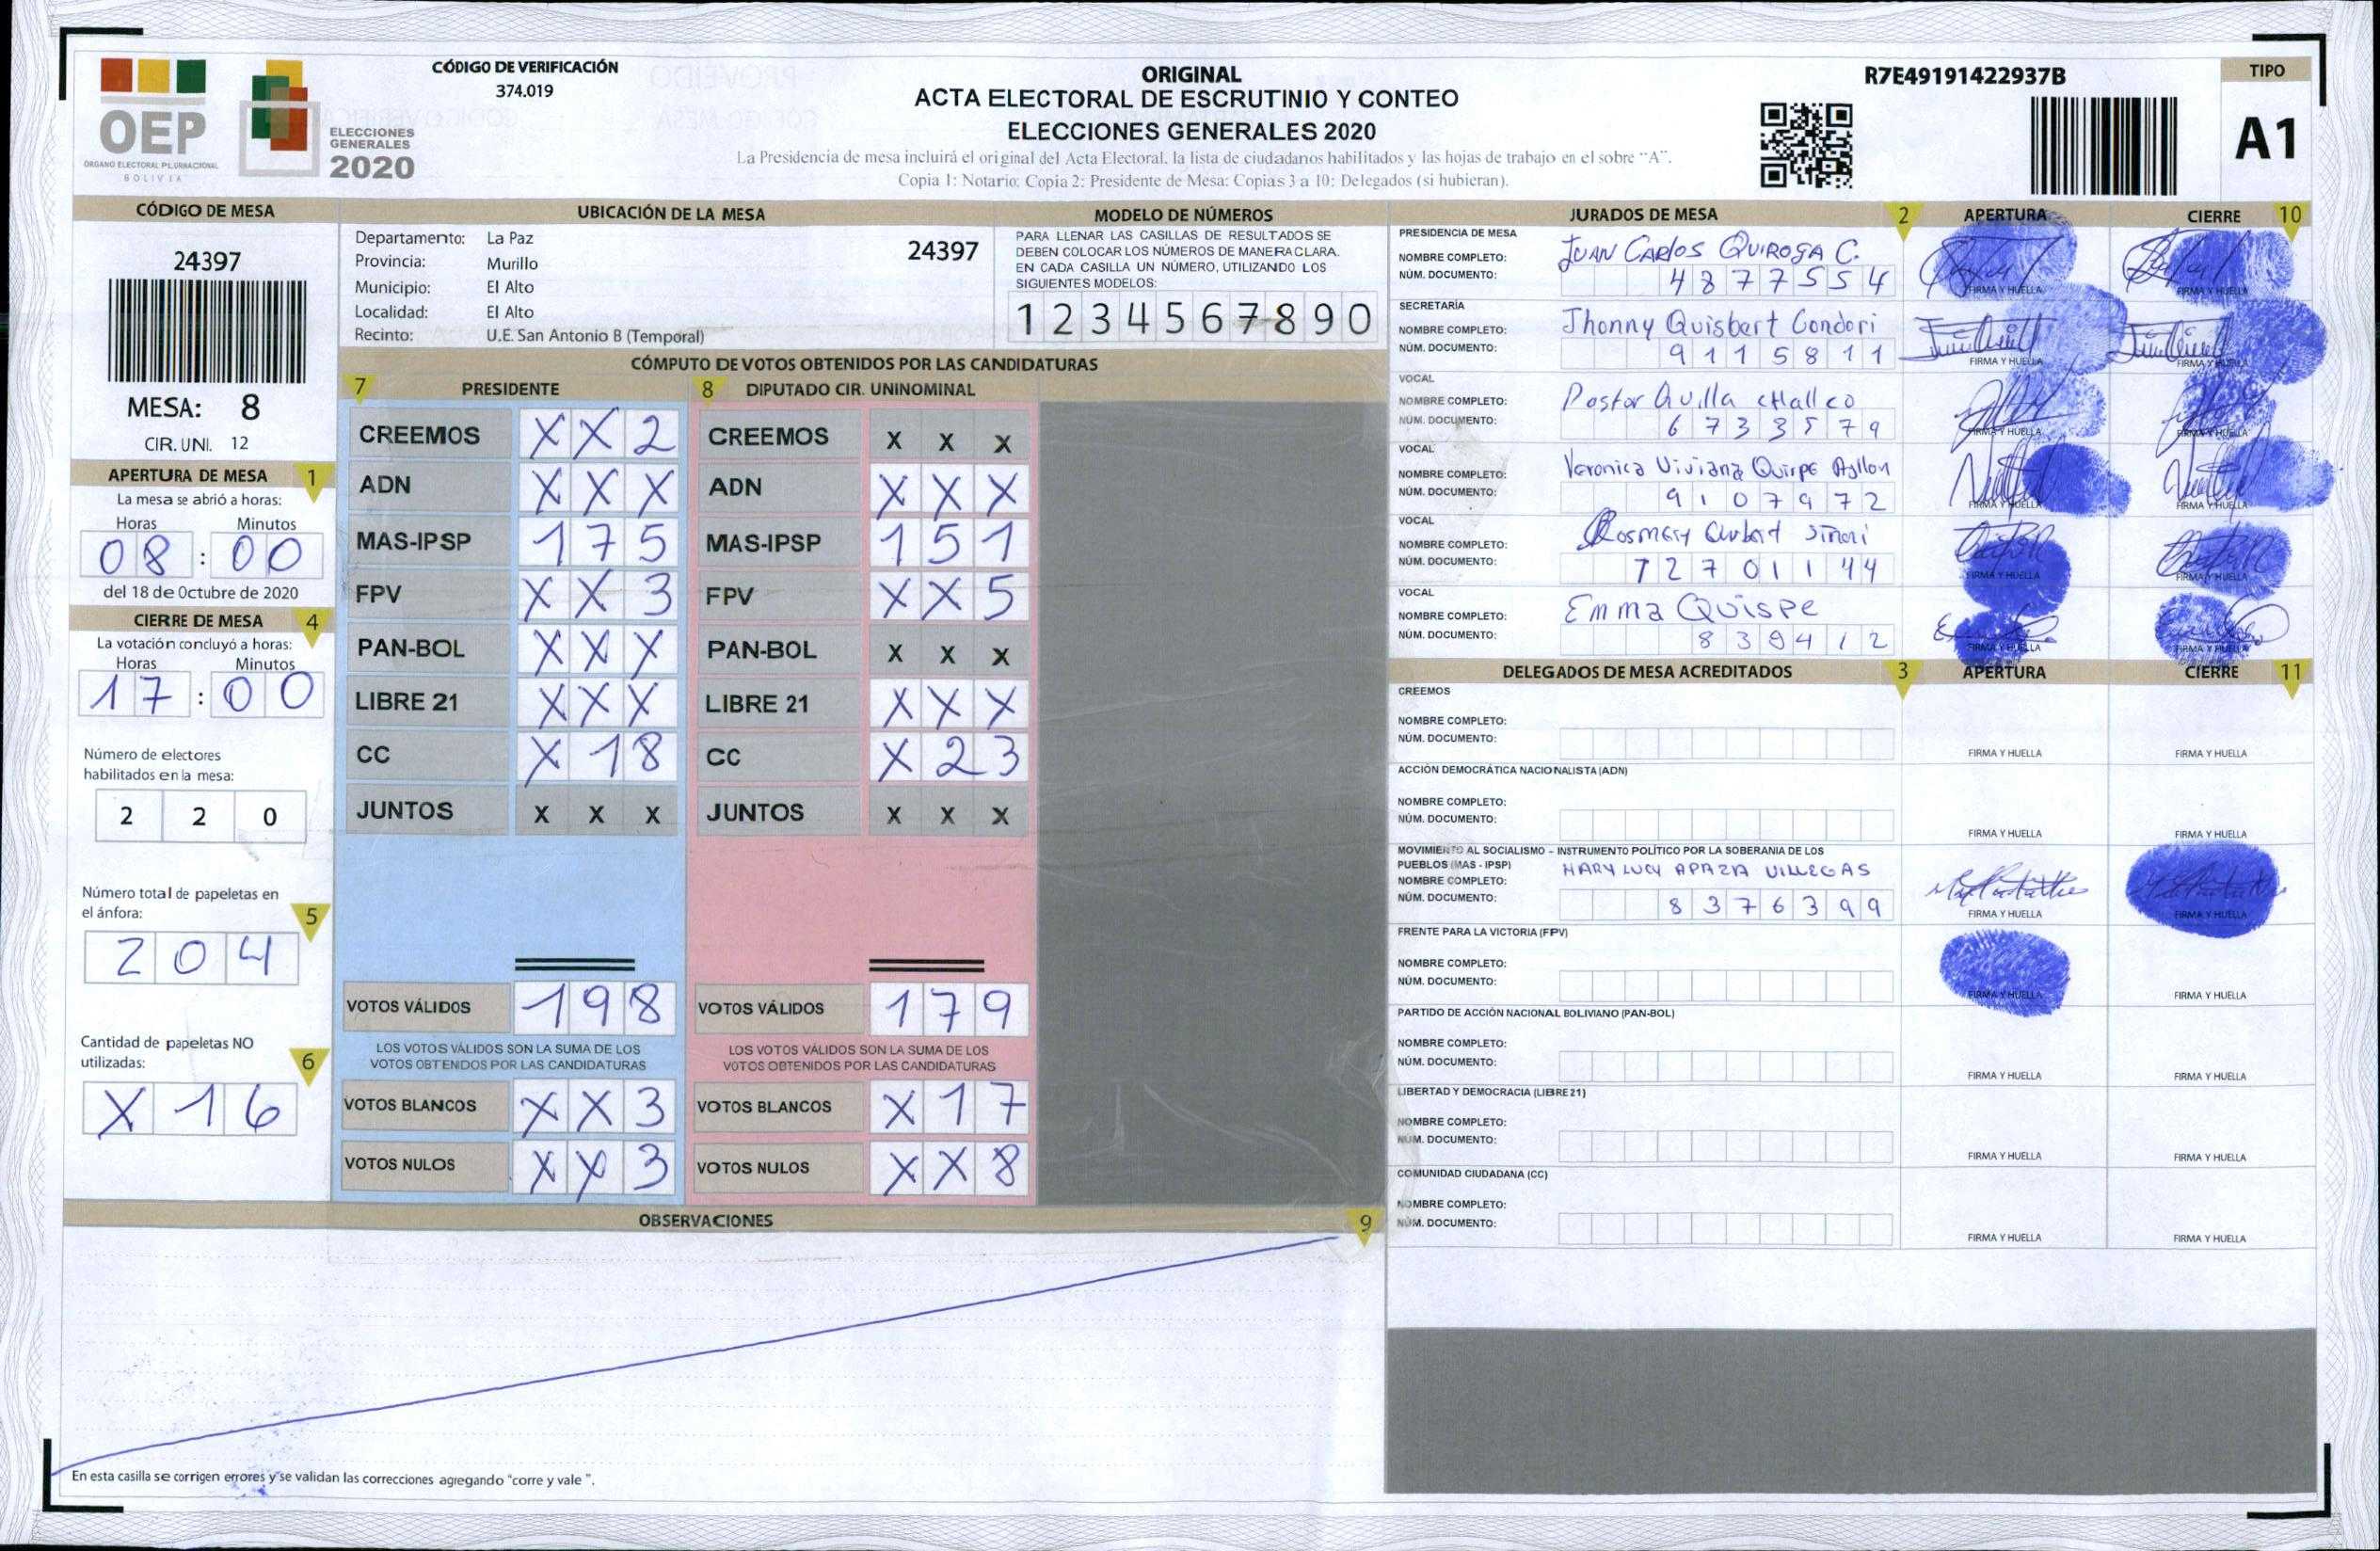 OEP
ÓRGANO ELECTORAL PLURINACIONAL
BOLIVIA
ELECCIONES
GENERALES
2020
CÓDIGO DE VERIFICACIÓN
374.019
ORIGINAL
ACTA ELECTORAL DE ESCRUTINIO Y CONTEO
ELECCIONES GENERALES 2020
La Presidencia de mesa incluirá el original del Acta Electoral, la lista de ciudadanos habilitados y las hojas de trabajo en el sobre "A".
Copia 1: Notario; Copia 2: Presidente de Mesa; Copias 3 a 10: Delegados (si hubieran).
R7E49191422937B
TIPO
A1
CÓDIGO DE MESA
24397
MESA: 8
CIR. UNI. 12
APERTURA DE MESA 1
La mesa se abrió a horas:
Horas Minutos
08 : 00
del 18 de Octubre de 2020
CIERRE DE MESA 4
La votación concluyó a horas:
Horas Minutos
17 : 00
Número de electores
habilitados en la mesa:
2 2 0
Número total de papeletas en
el ánfora: 5
2 0 4
Cantidad de papeletas NO
utilizadas: 6
X 1 6
UBICACIÓN DE LA MESA
Departamento: La Paz 24397
Provincia: Murillo
Municipio: El Alto
Localidad: El Alto
Recinto: U.E. San Antonio B (Temporal)
MODELO DE NÚMEROS
PARA LLENAR LAS CASILLAS DE RESULTADOS SE
DEBEN COLOCAR LOS NÚMEROS DE MANERA CLARA.
EN CADA CASILLA UN NÚMERO, UTILIZANDO LOS
SIGUIENTES MODELOS:
1 2 3 4 5 6 7 8 9 0
CÓMPUTO DE VOTOS OBTENIDOS POR LAS CANDIDATURAS
7 PRESIDENTE 8 DIPUTADO CIR. UNINOMINAL
CREEMOS X X 2 CREEMOS X X X
ADN X X X ADN X X X
MAS-IPSP 1 7 5 MAS-IPSP 1 5 1
FPV X X 3 FPV X X 5
PAN-BOL X X X PAN-BOL X X X
LIBRE 21 X X X LIBRE 21 X X X
CC X 1 8 CC X 2 3
JUNTOS X X X JUNTOS X X X
VOTOS VÁLIDOS 1 9 8 VOTOS VÁLIDOS 1 7 9
LOS VOTOS VÁLIDOS SON LA SUMA DE LOS LOS VOTOS VÁLIDOS SON LA SUMA DE LOS
VOTOS OBTENIDOS POR LAS CANDIDATURAS VOTOS OBTENIDOS POR LAS CANDIDATURAS
VOTOS BLANCOS X X 3 VOTOS BLANCOS X 1 7
VOTOS NULOS X X 3 VOTOS NULOS X X 8
OBSERVACIONES 9
En esta casilla se corrigen errores y se validan las correcciones agregando "corre y vale ".
JURADOS DE MESA 2 APERTURA CIERRE 10
PRESIDENCIA DE MESA
NOMBRE COMPLETO: JUAN CARLOS QUIROGA C.
NÚM. DOCUMENTO: 4 8 7 7 5 5 4 FIRMA Y HUELLA FIRMA Y HUELLA
SECRETARÍA
NOMBRE COMPLETO: Jhonny Quisbert Condori
NÚM. DOCUMENTO: 9 1 1 5 8 1 1 FIRMA Y HUELLA FIRMA Y HUELLA
VOCAL
NOMBRE COMPLETO: Pastor Quilla
NÚM. DOCUMENTO: 6 7 3 3 5 7 9 FIRMA Y HUELLA FIRMA Y HUELLA
VOCAL
NOMBRE COMPLETO: Veronica Viviana Quispe Ayllon
NÚM. DOCUMENTO: 9 1 0 7 9 7 2 FIRMA Y HUELLA FIRMA Y HUELLA
VOCAL
NOMBRE COMPLETO: Rosmery
NÚM. DOCUMENTO: 7 2 7 0 1 1 4 4 FIRMA Y HUELLA FIRMA Y HUELLA
VOCAL
NOMBRE COMPLETO: Emma Quispe
NÚM. DOCUMENTO: 8 3 9 4 1 2 FIRMA Y HUELLA FIRMA Y HUELLA
DELEGADOS DE MESA ACREDITADOS 3 APERTURA CIERRE 11
CREEMOS
NOMBRE COMPLETO:
NÚM. DOCUMENTO: FIRMA Y HUELLA FIRMA Y HUELLA
ACCIÓN DEMOCRÁTICA NACIONALISTA (ADN)
NOMBRE COMPLETO:
NÚM. DOCUMENTO: FIRMA Y HUELLA FIRMA Y HUELLA
MOVIMIENTO AL SOCIALISMO - INSTRUMENTO POLÍTICO POR LA SOBERANIA DE LOS
PUEBLOS (MAS - IPSP)
NOMBRE COMPLETO: MARY LUCY APAZA VILLEGAS
NÚM. DOCUMENTO: 8 3 7 6 3 9 9 FIRMA Y HUELLA FIRMA Y HUELLA
FRENTE PARA LA VICTORIA (FPV)
NOMBRE COMPLETO:
NÚM. DOCUMENTO: FIRMA Y HUELLA FIRMA Y HUELLA
PARTIDO DE ACCIÓN NACIONAL BOLIVIANO (PAN-BOL)
NOMBRE COMPLETO:
NÚM. DOCUMENTO: FIRMA Y HUELLA FIRMA Y HUELLA
LIBERTAD Y DEMOCRACIA (LIBRE 21)
NOMBRE COMPLETO:
NÚM. DOCUMENTO: FIRMA Y HUELLA FIRMA Y HUELLA
COMUNIDAD CIUDADANA (CC)
NOMBRE COMPLETO:
NÚM. DOCUMENTO: FIRMA Y HUELLA FIRMA Y HUELLA